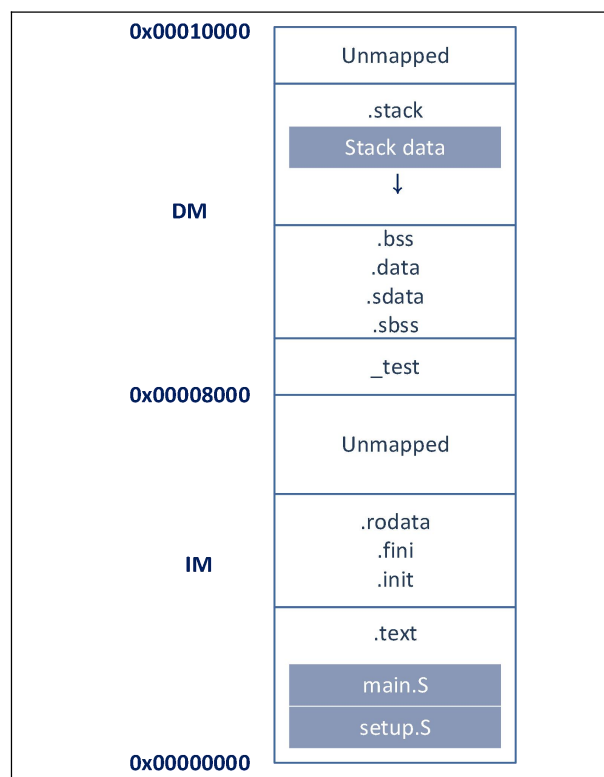 0x00010000
Unmapped
.stack
Stack data
↓
DM
.bss
.data
.sdata
.sbss
_test
0x00008000
Unmapped
.rodata
.fini
IM
.init
.text
main.S
setup.S
0x00000000